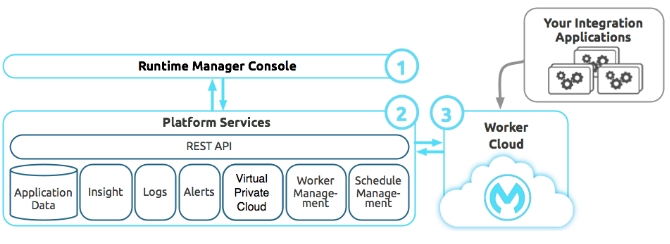 Your Integration
Applications
Runtime Manager Console
1
2
3
Platform Services
REST API
Worker
Cloud
Application
Data
Insight
Logs
Alerts
Virtual
Private
Cloud
Worker
Manage-
ment
Schedule
Manage-
ment